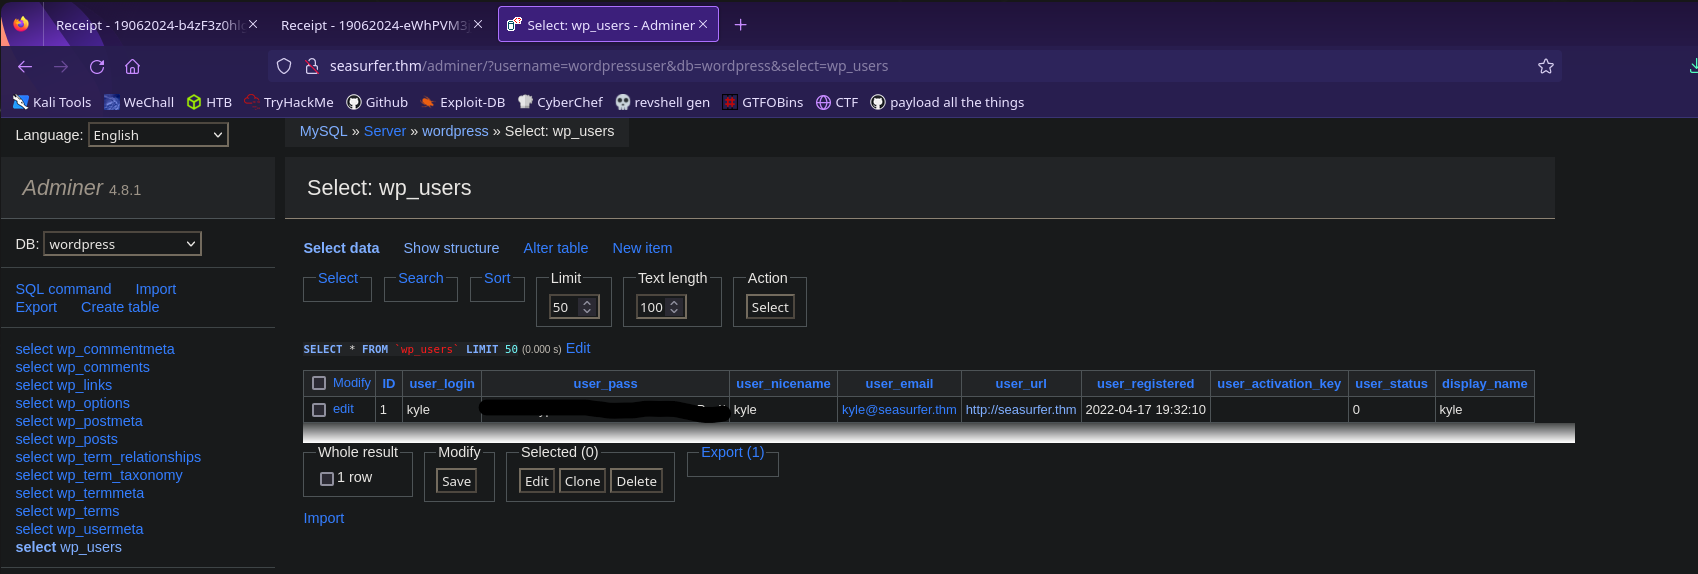 Receipt - 19062024-b4zF3z0hl
Receipt - 19062024-eWhPVM3
Select: wp_users - Adminer
seasurfer.thm/adminer/?username=wordpressuser&db=wordpress&select=wp_users
Kali Tools WeChall HTB TryHackMe Github Exploit-DB CyberChef revshell gen GTFOBins CTF payload all the things
Language: English
MySQL » Server » wordpress » Select: wp_users
Adminer 4.8.1
Select: wp_users
DB: wordpress
Select data Show structure Alter table New item
SQL command Import
Export Create table
Select Search Sort Limit Text length Action
50 100 Select
SELECT * FROM `wp_users` LIMIT 50 (0.000 s) Edit
Modify ID user_login user_pass user_nicename user_email user_url user_registered user_activation_key user_status display_name
edit 1 kyle kyle kyle@seasurfer.thm http://seasurfer.thm 2022-04-17 19:32:10 0 kyle
Whole result Modify Selected (0) Export (1)
1 row Save Edit Clone Delete
Import
select wp_commentmeta
select wp_comments
select wp_links
select wp_options
select wp_postmeta
select wp_posts
select wp_term_relationships
select wp_term_taxonomy
select wp_termmeta
select wp_terms
select wp_usermeta
select wp_users